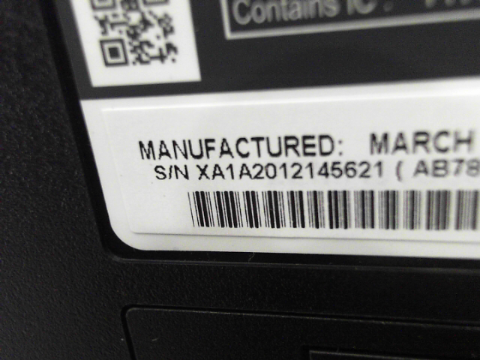 Contains IC:
MANUFACTURED: MARCH
S/N XA1A2012145621 ( AB78